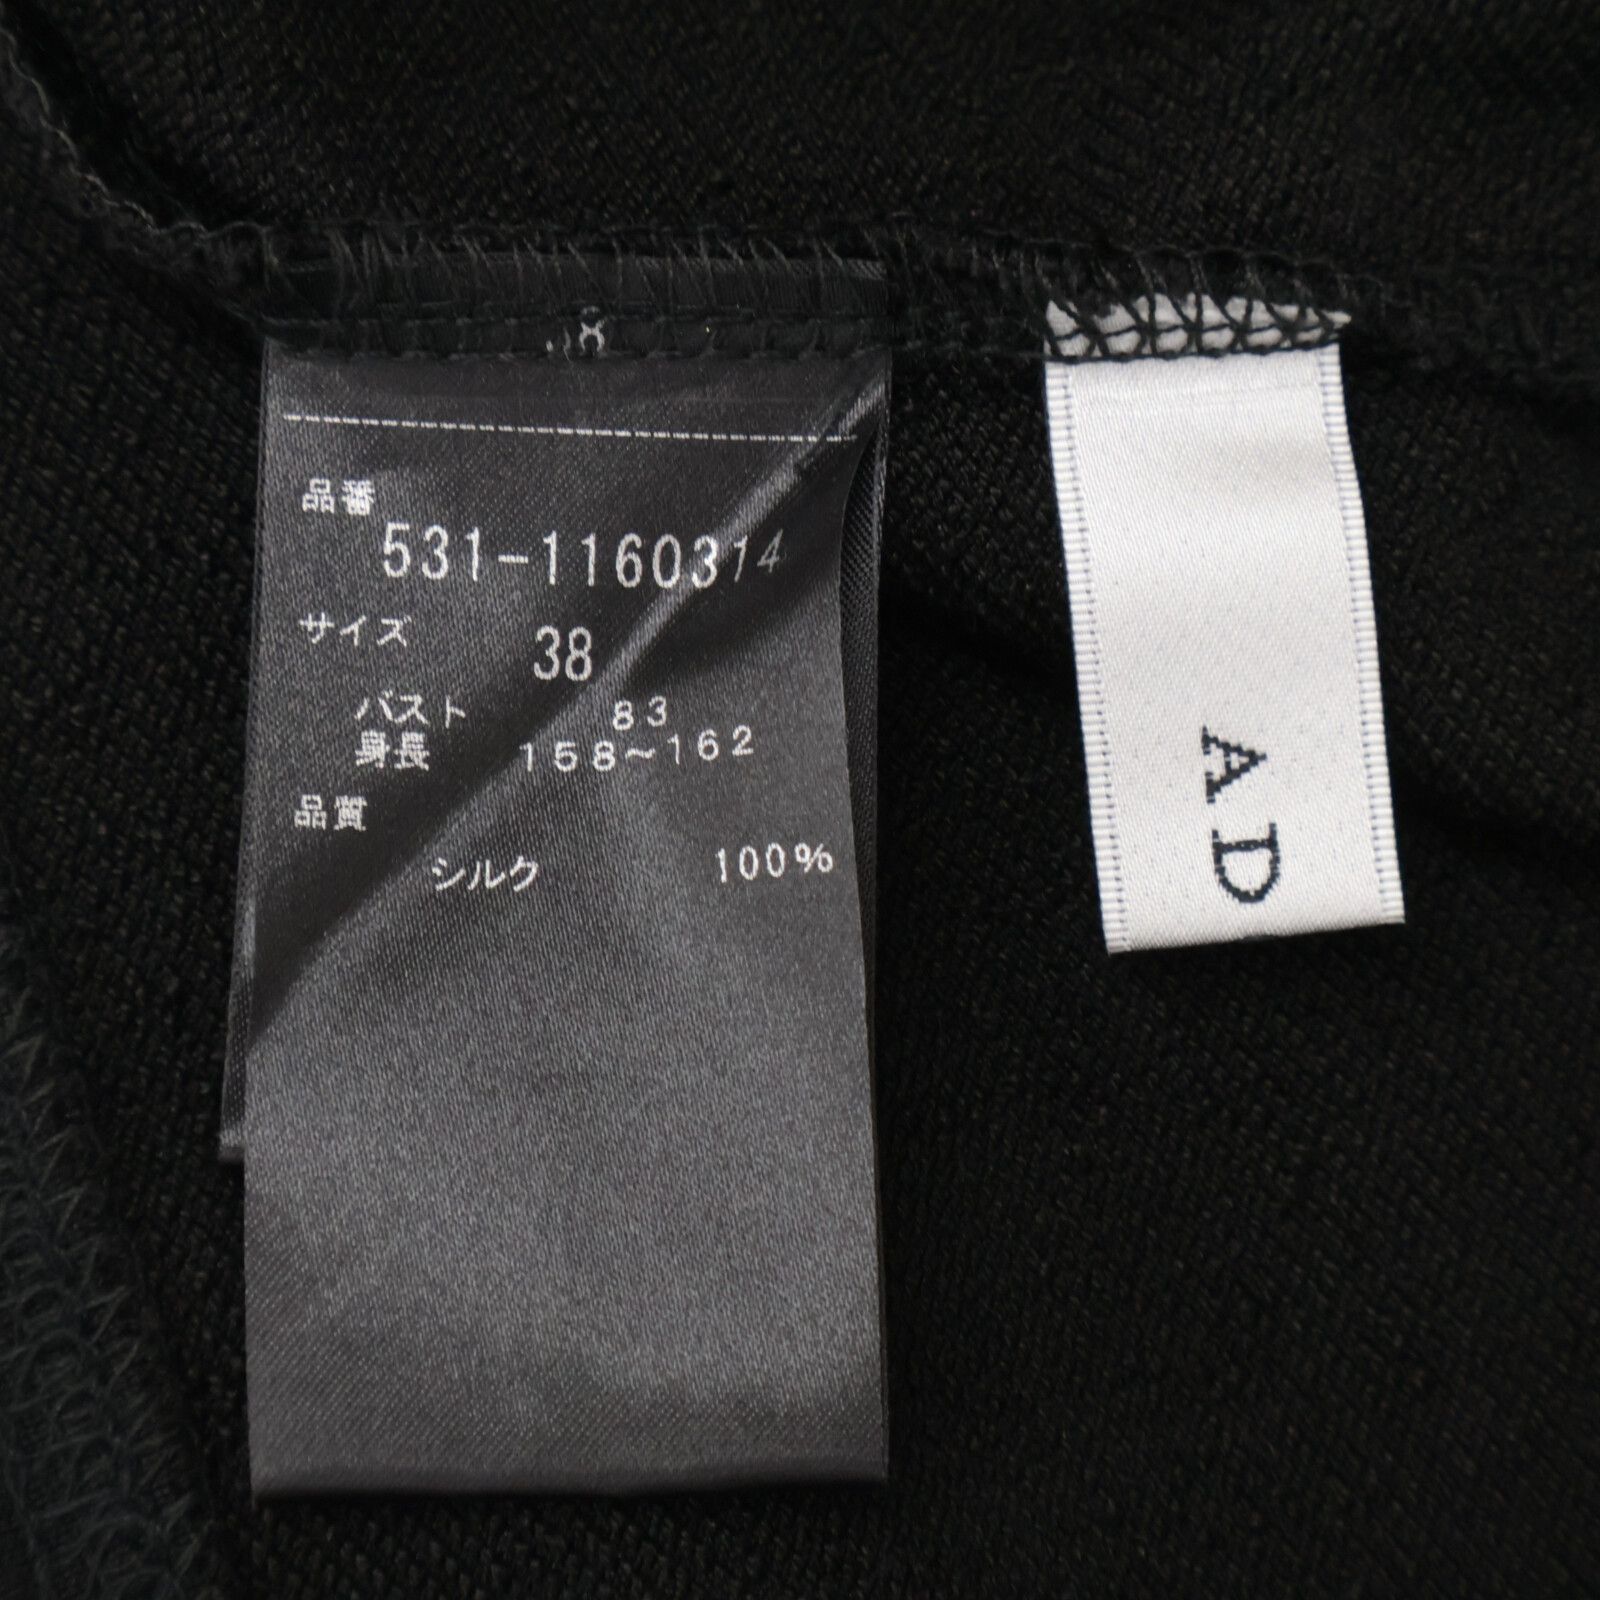 38
品番
531-1160314
サイズ 38
バスト 83
身長 158~162
品質
シルク 100%
AD